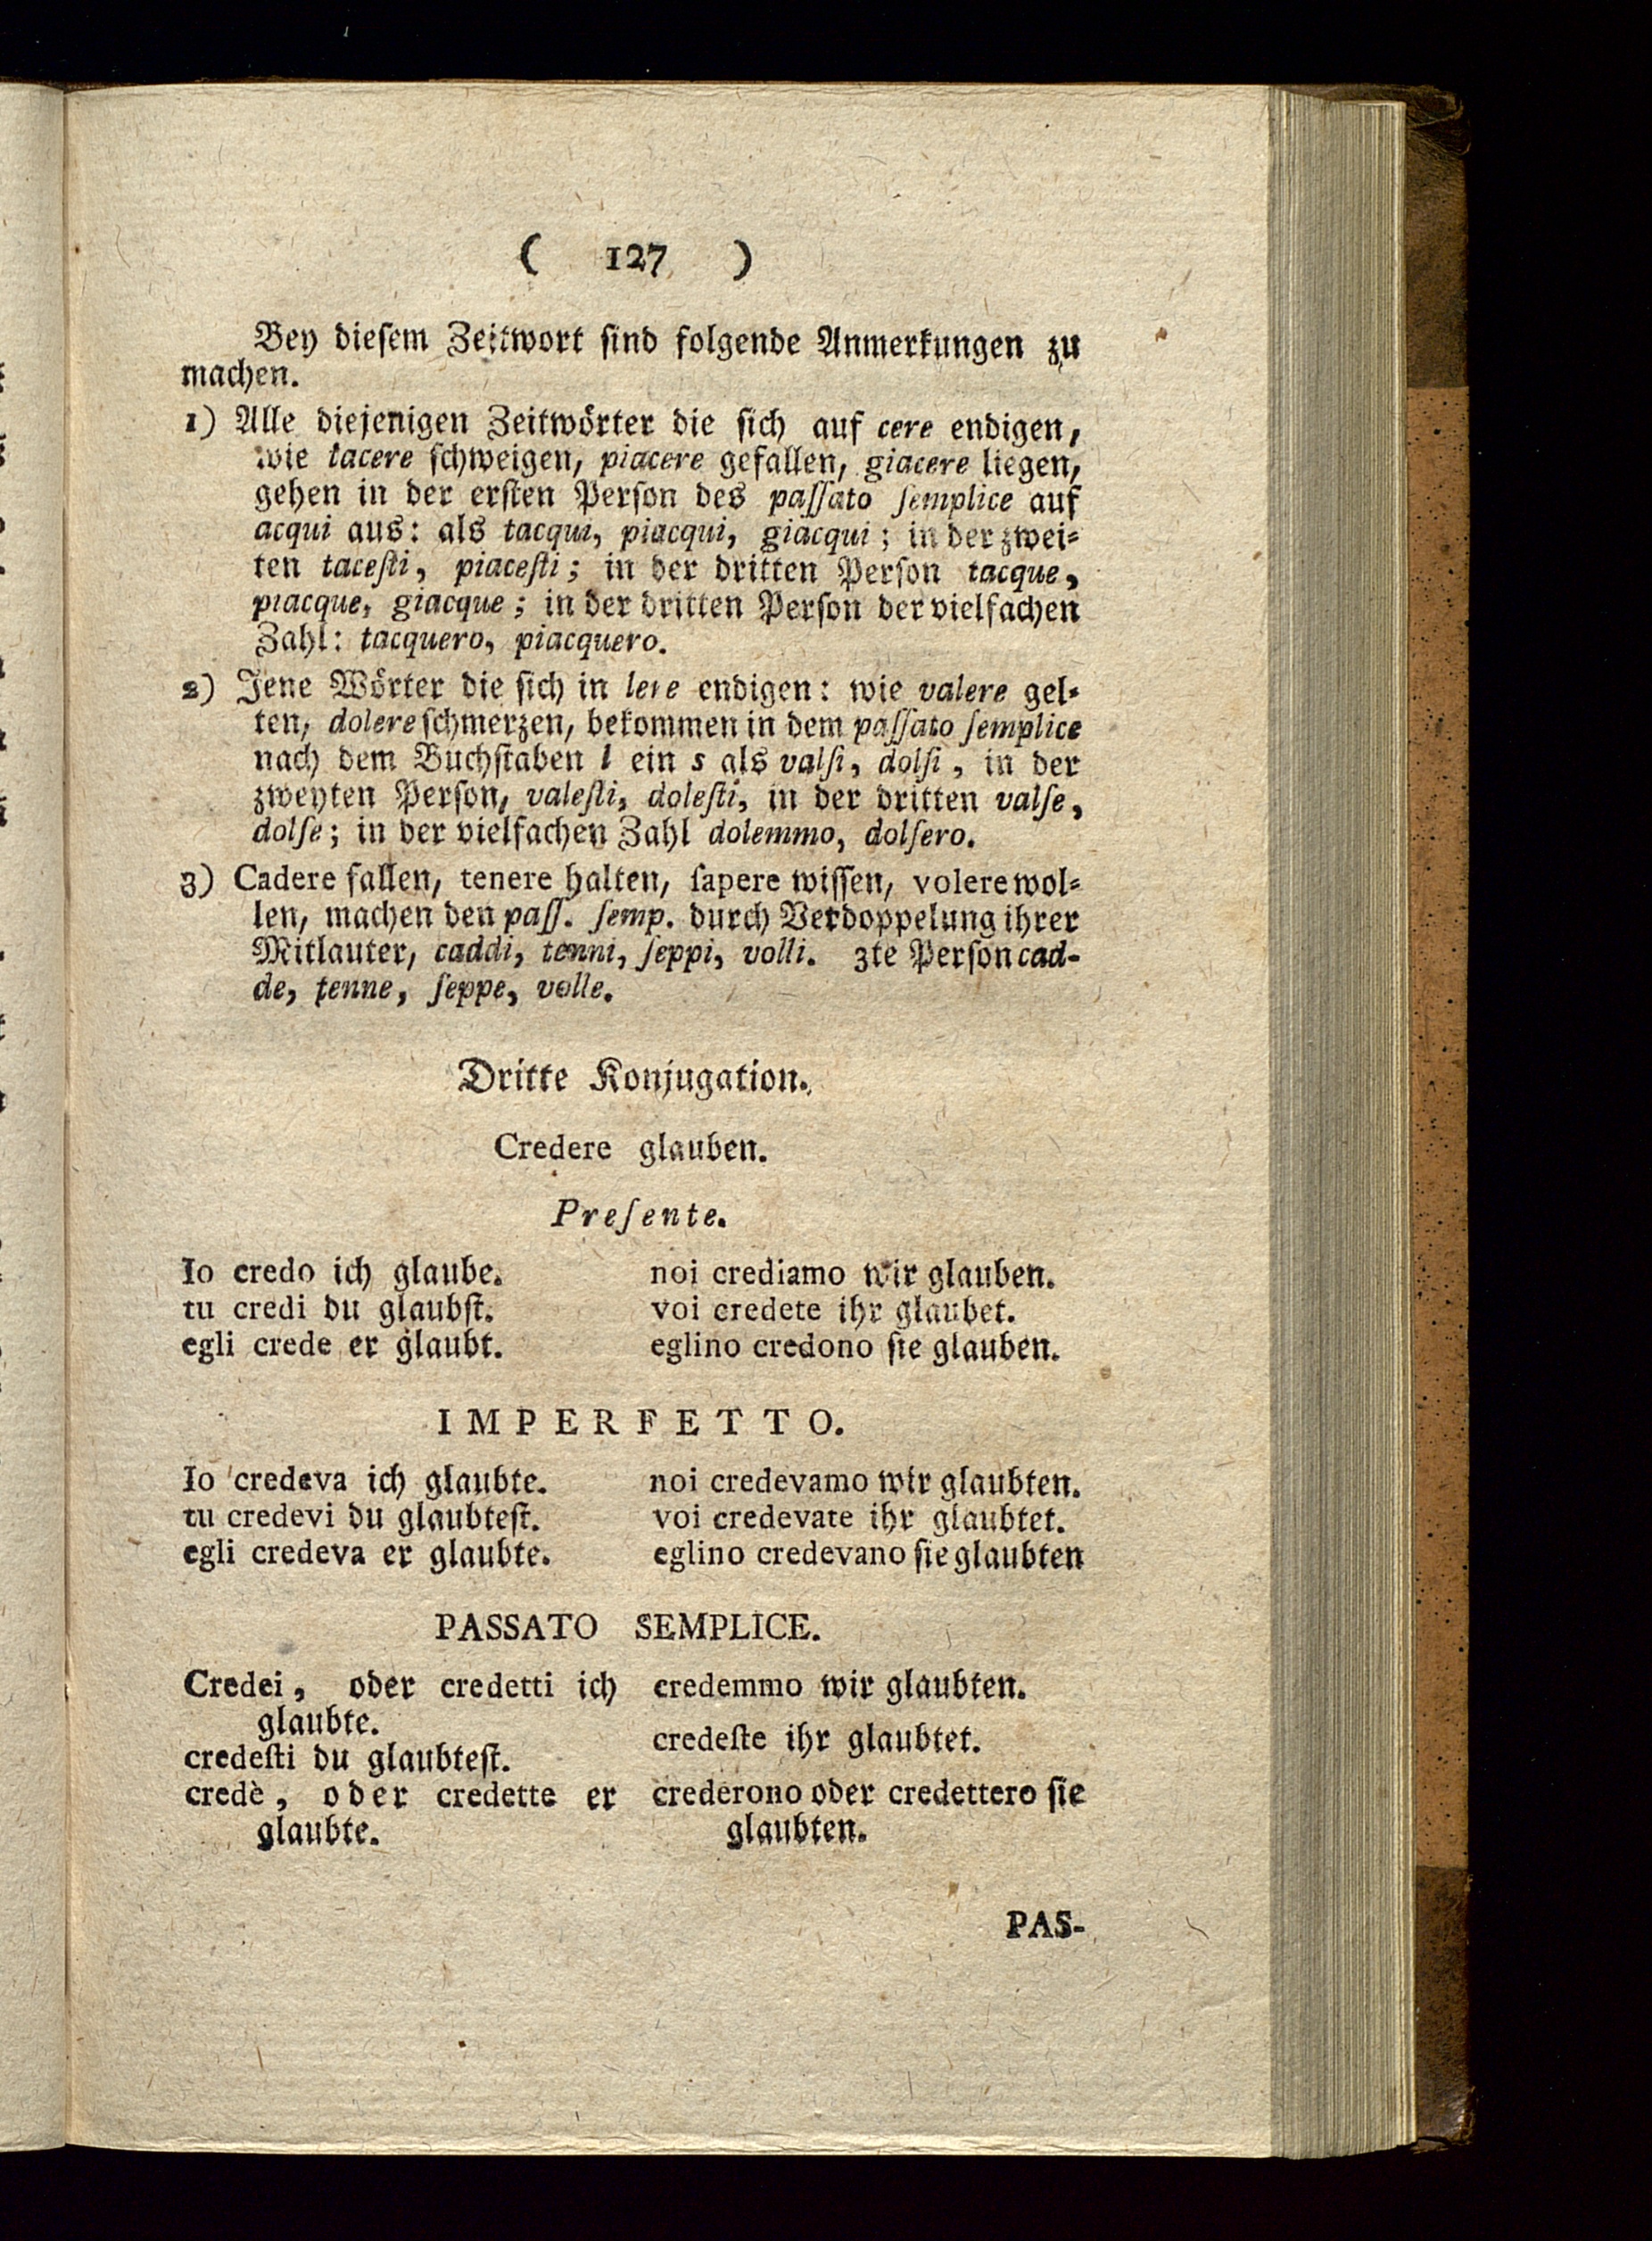 ( 127 )
Bey dieſem Zeitwort ſind folgende Anmerkungen zu
machen.
1) Alle diejenigen Zeitwörter die ſich auf cere endigen,
wie tacere ſchweigen, piacere gefallen, giacere liegen,
gehen in der erſten Perſon des paſſato ſemplice auf
acqui aus: als tacqui, piacqui, giacqui; in der zwei-
ten taceſti, piaceſti; in der dritten Perſon tacque,
piacque, giacque; in der dritten Perſon der vielfachen
Zahl: tacquero, piacquero.
2) Jene Wörter die ſich in lere endigen: wie valere gel-
ten, dolere ſchmerzen, bekommen in dem paſſato ſemplice
nach dem Buchſtaben l ein s als valſi, dolſi, in der
zweyten Perſon, valeſti, doleſti, in der dritten valſe,
dolſe; in der vielfachen Zahl dolemmo, dolſero.
3) Cadere fallen, tenere halten, ſapere wiſſen, volere wol-
len, machen den paſſ. ſemp. durch Verdoppelung ihrer
Mitlauter, caddi, tenni, ſeppi, volli. 3te Perſon cad-
de, tenne, ſeppe, volle.
Dritte Konjugation.
Credere glauben.
Preſente.
Io credo ich glaube.
tu credi du glaubſt.
egli crede er glaubt.
noi crediamo wir glauben.
voi credete ihr glaubet.
eglino credono ſie glauben.
IMPERFETTO.
Io credeva ich glaubte.
tu credevi du glaubteſt.
egli credeva er glaubte.
noi credevamo wir glaubten.
voi credevate ihr glaubtet.
eglino credevano ſie glaubten
PASSATO SEMPLICE.
Credei, oder credetti ich
glaubte.
credeſti du glaubteſt.
credè, oder credette er
glaubte.
credemmo wir glaubten.
credeſte ihr glaubtet.
crederono oder credettero ſie
glaubten.
PAS-